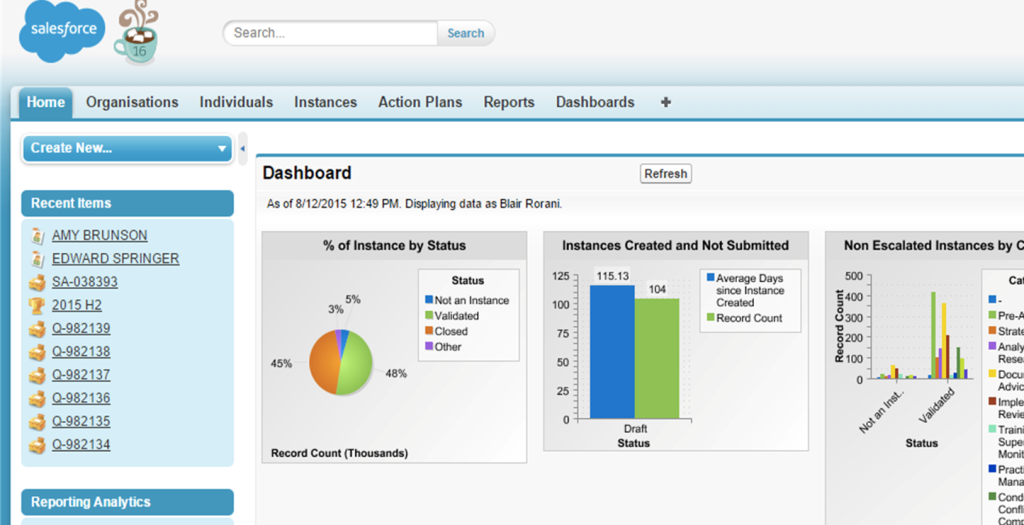 salesforce
16
Search...
Search
Home Organisations Individuals Instances Action Plans Reports Dashboards +
Create New...
Recent Items
AMY BRUNSON
EDWARD SPRINGER
SA-038393
2015 H2
Q-982139
Q-982138
Q-982137
Q-982136
Q-982135
Q-982134
Reporting Analytics
Dashboard
Refresh
As of 8/12/2015 12:49 PM. Displaying data as Blair Rorani.
% of Instance by Status
Status
Not an Instance
Validated
Closed
Other
5%
3%
45%
48%
Record Count (Thousands)
Instances Created and Not Submitted
125
100
75
50
25
0
115.13
104
Draft
Status
Average Days
since Instance
Created
Record Count
Non Escalated Instances by C
Record Count
500
400
300
200
100
0
Not an Inst..
Validated
Status
Cat
-
Pre-A
Strate
Analy
Resea
Docu
Advic
Imple
Revie
Traini
Super
Monit
Practi
Mana
Cond
Confli
Comp